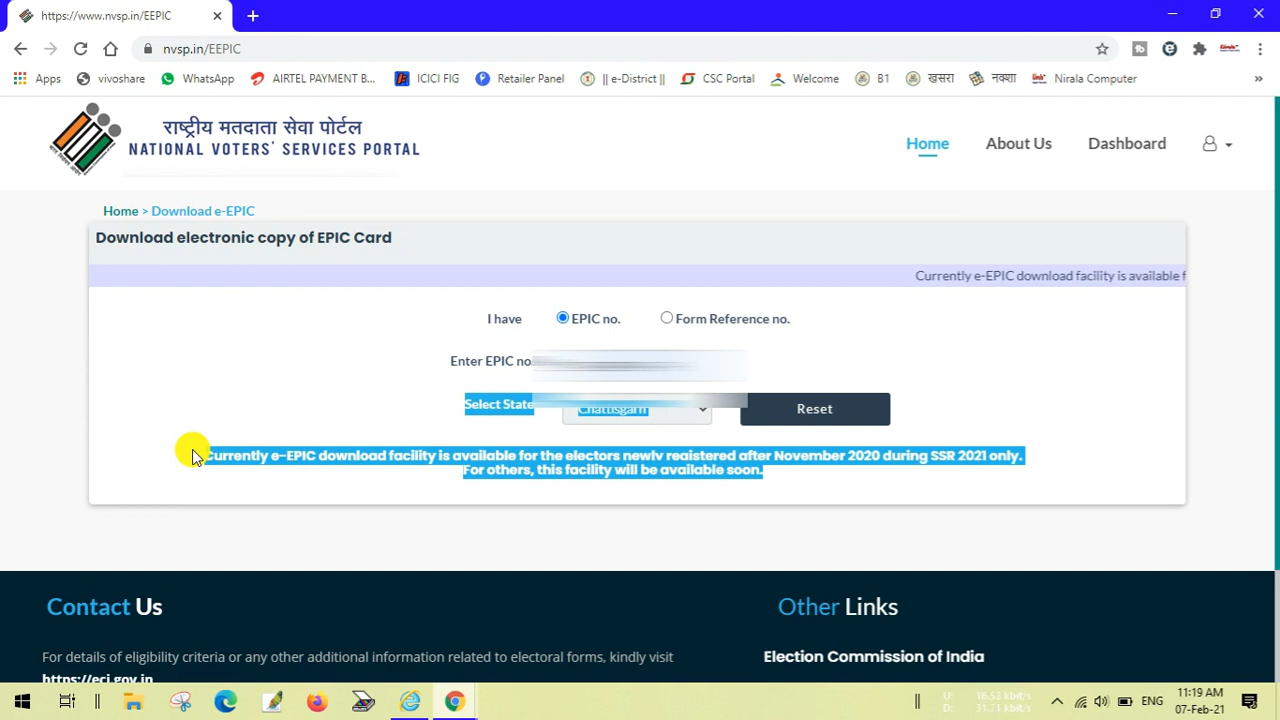 https://www.nvsp.in/EEPIC
nvsp.in/EEPIC
Apps vivoshare WhatsApp AIRTEL PAYMENT B... ICICI FIG Retailer Panel || e-District || CSC Portal Welcome B1 खसरा नक्शा Nirala Computer »
राष्ट्रीय मतदाता सेवा पोर्टल
NATIONAL VOTERS' SERVICES PORTAL
Home About Us Dashboard
Home > Download e-EPIC
Download electronic copy of EPIC Card
Currently e-EPIC download facility is available f
I have EPIC no. Form Reference no.
Enter EPIC no
Select State Chattisgarh Reset
Currently e-EPIC download facility is available for the electors newly registered after November 2020 during SSR 2021 only.
For others, this facility will be available soon.
Contact Us
Other Links
For details of eligibility criteria or any other additional information related to electoral forms, kindly visit
https://eci.gov.in
Election Commission of India
U: 16.52 kbit/s
D: 31.71 kbit/s
ENG
11:19 AM
07-Feb-21